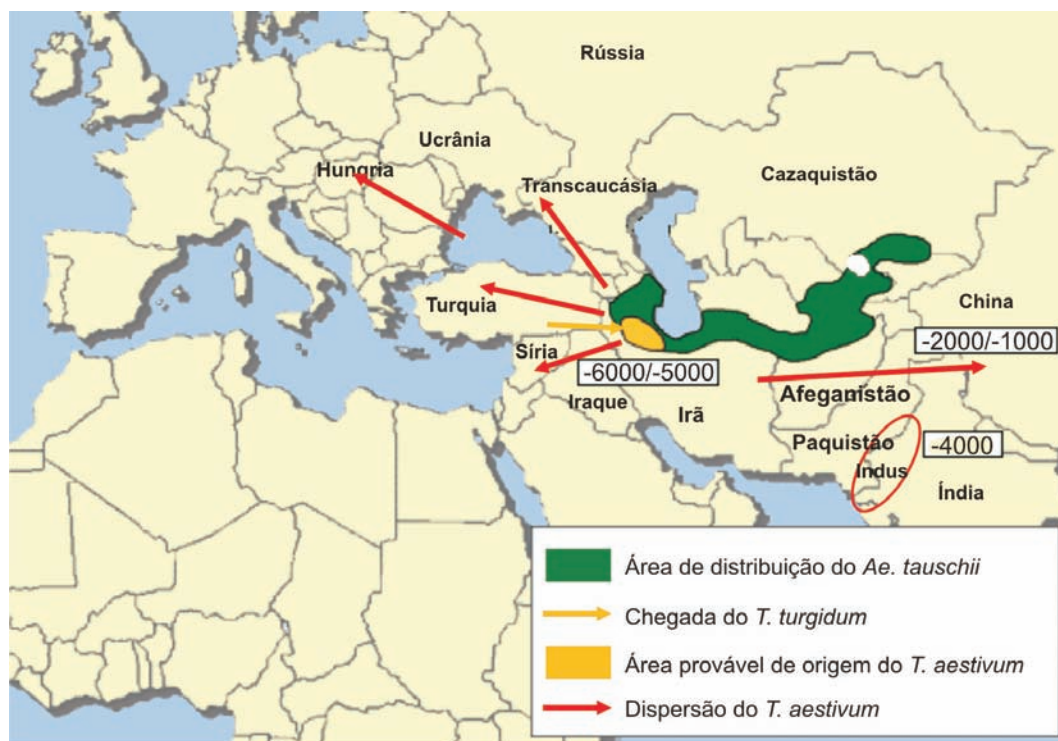 Rússia
Ucrânia
Hungria
Transcaucásia
Cazaquistão
Turquia
China
-2000/-1000
Síria
-6000/-5000
Afeganistão
Iraque
Irã
Paquistão
-4000
Indus
Índia
Área de distribuição do Ae. tauschii
Chegada do T. turgidum
Área provável de origem do T. aestivum
Dispersão do T. aestivum